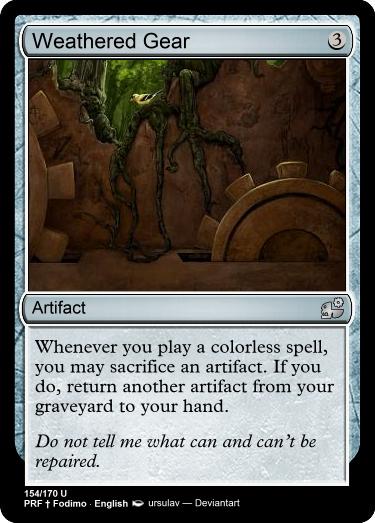 Weathered Gear 3
Artifact
Whenever you play a colorless spell,
you may sacrifice an artifact. If you
do, return another artifact from your
graveyard to your hand.
Do not tell me what can and can't be
repaired.
154/170 U
PRF † Fodimo · English ursulav — Deviantart